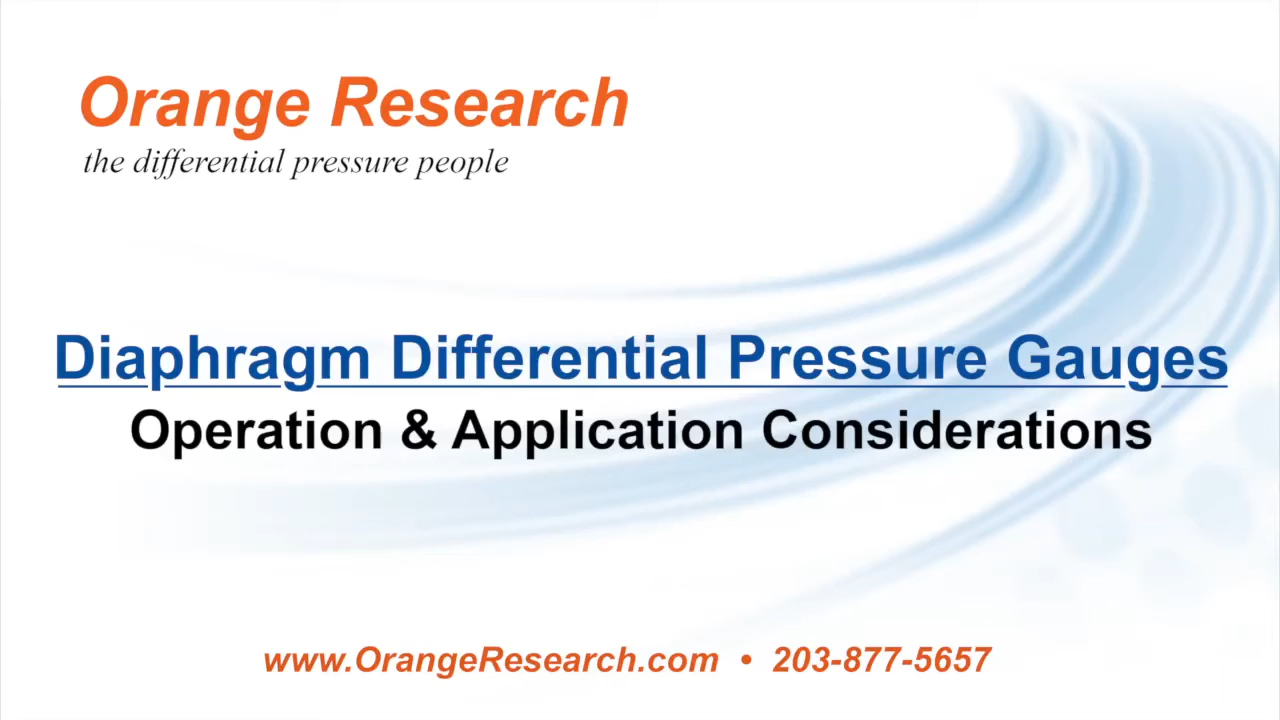 Orange Research
the differential pressure people
Diaphragm Differential Pressure Gauges
Operation & Application Considerations
www.OrangeResearch.com • 203-877-5657